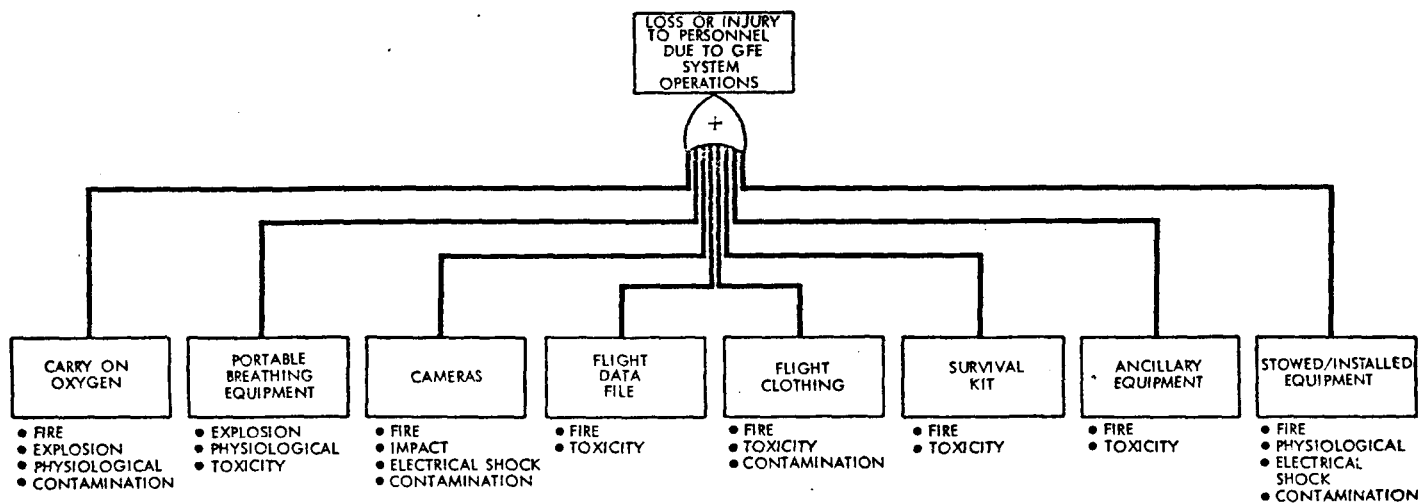 LOSS OR INJURY
TO PERSONNEL
DUE TO GFE
SYSTEM
OPERATIONS
+
CARRY ON
OXYGEN
• FIRE
• EXPLOSION
• PHYSIOLOGICAL
• CONTAMINATION
PORTABLE
BREATHING
EQUIPMENT
• EXPLOSION
• PHYSIOLOGICAL
• TOXICITY
CAMERAS
• FIRE
• IMPACT
• ELECTRICAL SHOCK
• CONTAMINATION
FLIGHT
DATA
FILE
• FIRE
• TOXICITY
FLIGHT
CLOTHING
• FIRE
• TOXICITY
• CONTAMINATION
SURVIVAL
KIT
• FIRE
• TOXICITY
ANCILLARY
EQUIPMENT
• FIRE
• TOXICITY
STOWED/INSTALLED
EQUIPMENT
• FIRE
• PHYSIOLOGICAL
• ELECTRICAL
SHOCK
• CONTAMINATION